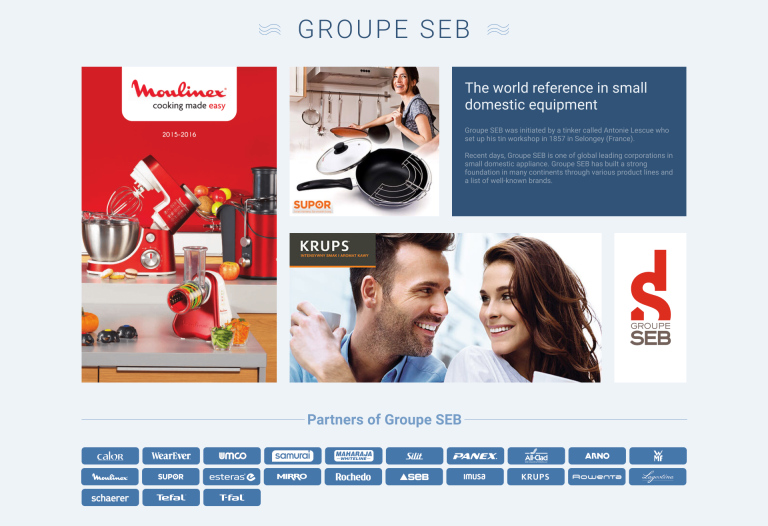 GROUPE SEB
Moulinex
cooking made easy
2015-2016
SUPOR
The world reference in small
domestic equipment
Groupe SEB was initiated by a tinker called Antonie Lescue who
set up his tin workshop in 1857 in Selongey (France).
Recent days, Groupe SEB is one of global leading corporations in
small domestic appliance. Groupe SEB has built a strong
foundation in many continents through various product lines and
a list of well-known brands.
KRUPS
INTENSYWNY SMAK I AROMAT KAWY
GROUPE
SEB
Partners of Groupe SEB
calor WearEver umco samurai MAHARAJA WHITELINE Silit PANEX All-Clad ARNO WMF
Moulinex SUPOR esteras e MIRRO Rochedo SEB imusa KRUPS Rowenta Lagostina
schaerer Tefal T-fal